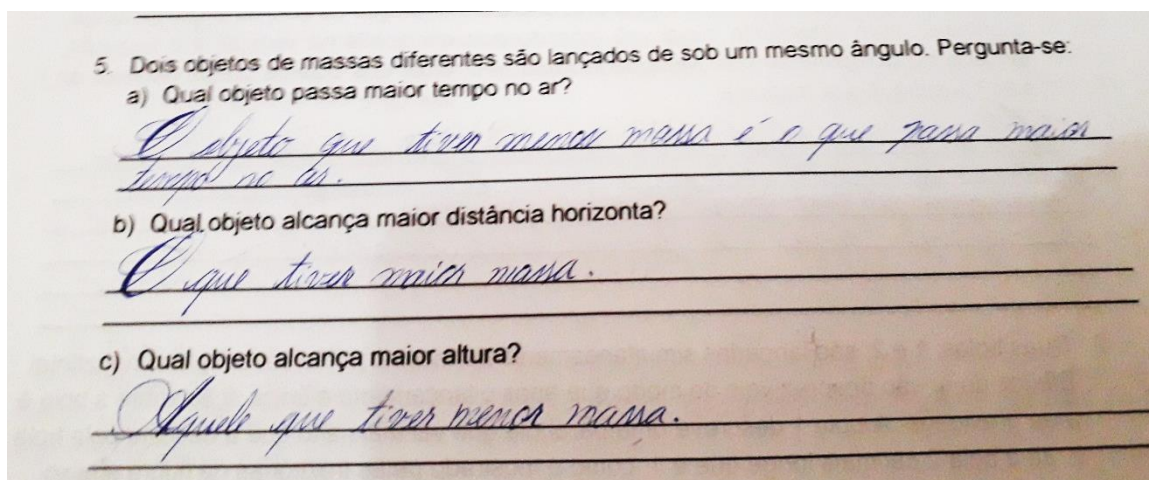 5. Dois objetos de massas diferentes são lançados de sob um mesmo ângulo. Pergunta-se:
a) Qual objeto passa maior tempo no ar?
O objeto que tiver menor massa é o que passa maior
tempo no ar.
b) Qual objeto alcança maior distância horizonta?
O que tiver maior massa.
c) Qual objeto alcança maior altura?
Aquele que tiver menor massa.